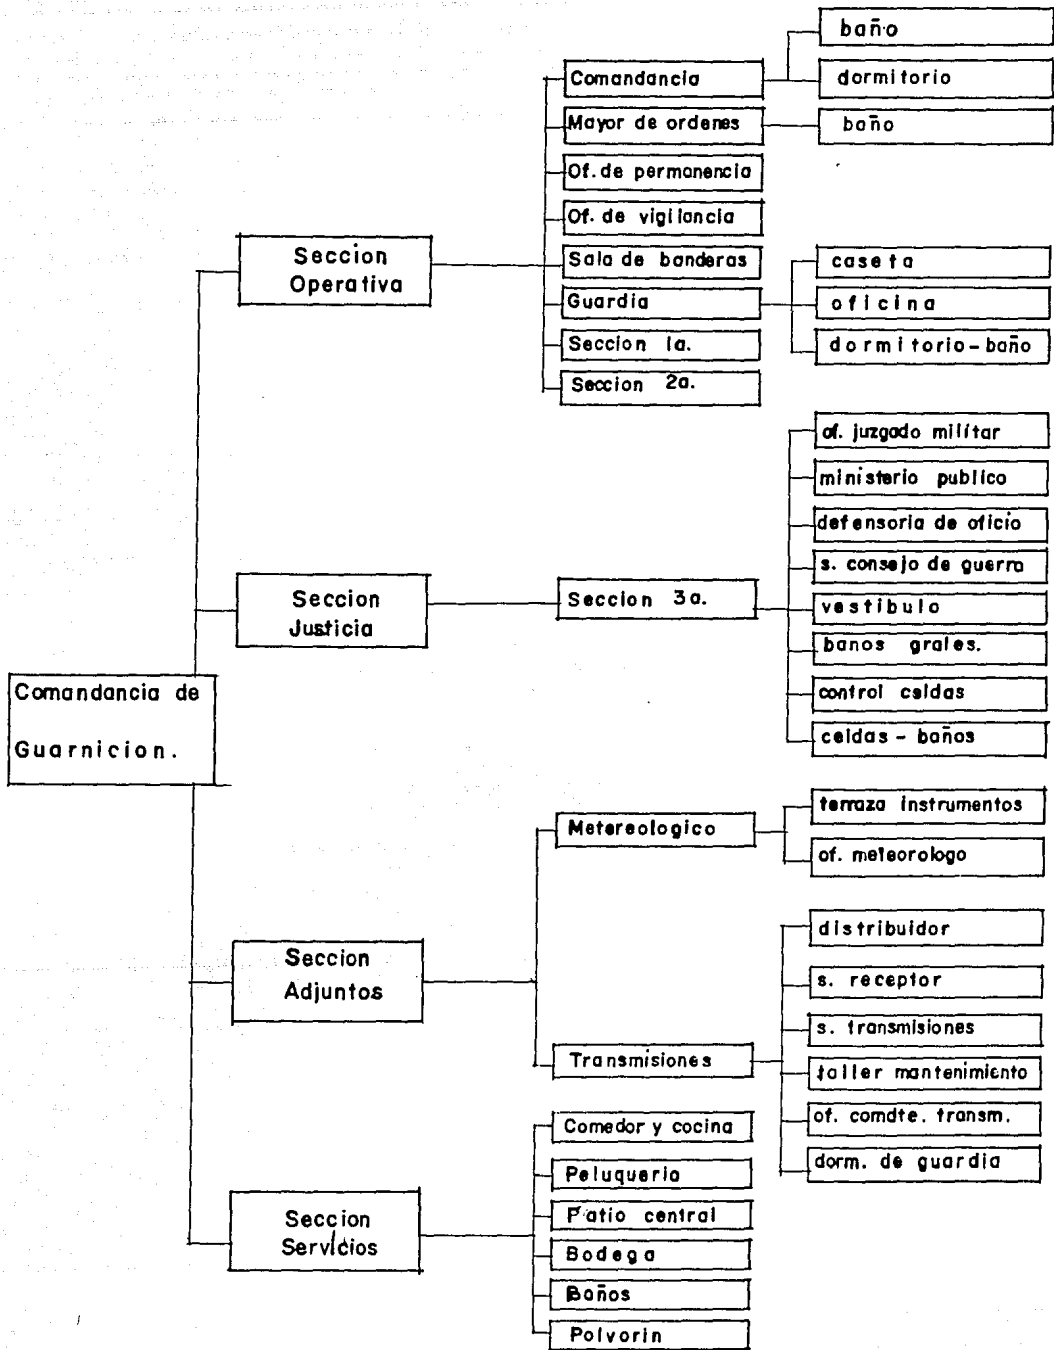 Comandancia de
Guarnicion.
Seccion
Operativa
Comandancia
baño
dormitorio
Mayor de ordenes
baño
Of. de permanencia
Of. de vigilancia
Sala de banderas
Guardia
caseta
oficina
dormitorio-baño
Seccion 1a.
Seccion 2a.
Seccion
Justicia
Seccion 3a.
of. juzgado militar
ministerio publico
defensoria de oficio
s. consejo de guerra
vestibulo
banos grales.
control celdas
celdas - baños
Seccion
Adjuntos
Metereologico
terraza instrumentos
of. meteorologo
Transmisiones
distribuidor
s. receptor
s. transmisiones
taller mantenimiento
of. comdte. transm.
dorm. de guardia
Seccion
Servicios
Comedor y cocina
Peluqueria
Patio central
Bodega
Baños
Polvorin